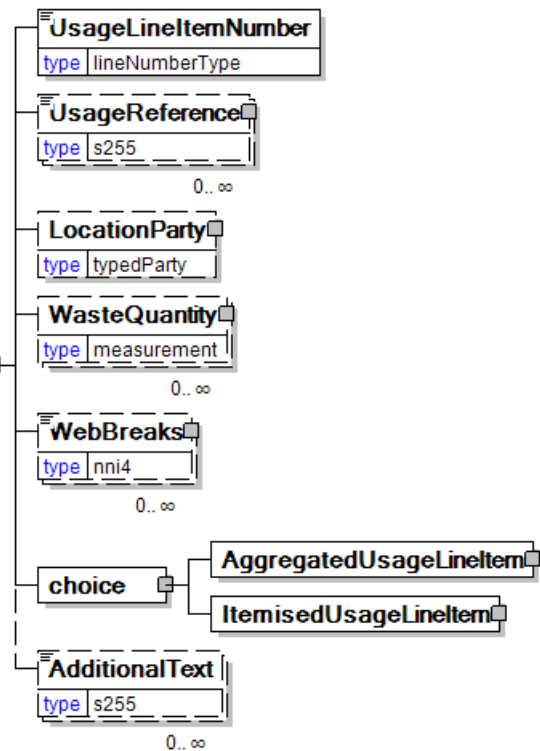 UsageLineItemNumber
type lineNumberType
UsageReference
type s255
0.. ∞
LocationParty
type typedParty
WasteQuantity
type measurement
0.. ∞
WebBreaks
type nni4
0.. ∞
choice
AggregatedUsageLineItem
ItemisedUsageLineItem
AdditionalText
type s255
0.. ∞